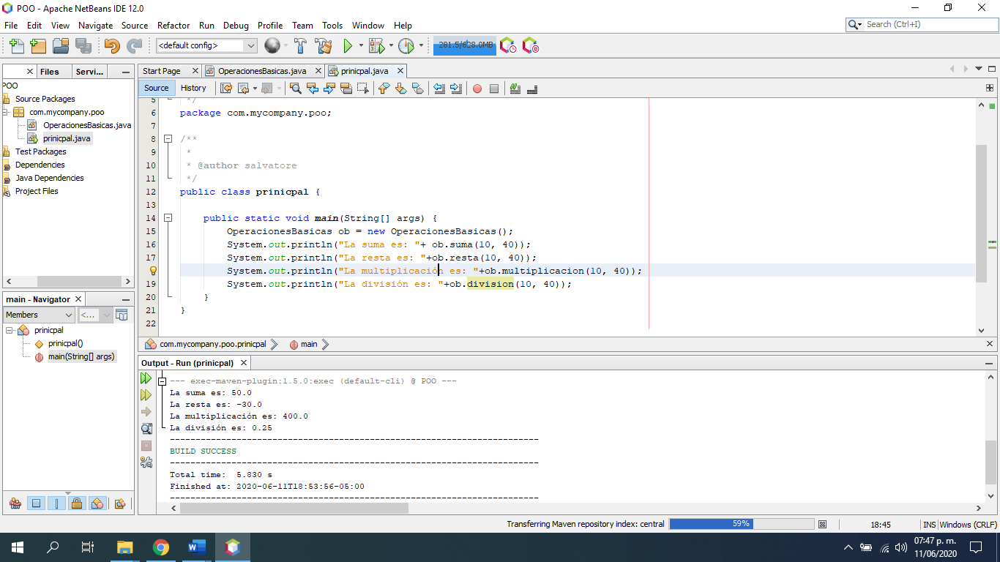 POO - Apache NetBeans IDE 12.0
File Edit View Navigate Source Refactor Run Debug Profile Team Tools Window Help
Search (Ctrl+I)
<default config>
281.5/628.0MB
Files
Servi...
Start Page
OperacionesBasicas.java
prinicpal.java
POO
Source Packages
com.mycompany.poo
OperacionesBasicas.java
prinicpal.java
Test Packages
Dependencies
Java Dependencies
Project Files
Source
History
5 */
6 package com.mycompany.poo;
7
8 /**
9 *
10 * @author salvatore
11 */
12 public class prinicpal {
13
14 public static void main(String[] args) {
15 OperacionesBasicas ob = new OperacionesBasicas();
16 System.out.println("La suma es: "+ ob.suma(10, 40));
17 System.out.println("La resta es: "+ob.resta(10, 40));
System.out.println("La multiplicación es: "+ob.multiplicacion(10, 40));
19 System.out.println("La división es: "+ob.division(10, 40));
20 }
21 }
22
com.mycompany.poo.prinicpal
main
main - Navigator
Members
<...
prinicpal
prinicpal()
main(String[] args)
Output - Run (prinicpal)
--- exec-maven-plugin:1.5.0:exec (default-cli) @ POO ---
La suma es: 50.0
La resta es: -30.0
La multiplicación es: 400.0
La división es: 0.25
------------------------------------------------------------------------
BUILD SUCCESS
------------------------------------------------------------------------
Total time:  5.830 s
Finished at: 2020-06-11T18:53:56-05:00
------------------------------------------------------------------------
Transferring Maven repository index: central
59%
18:45
INS
Windows (CRLF)
07:47 p. m.
11/06/2020